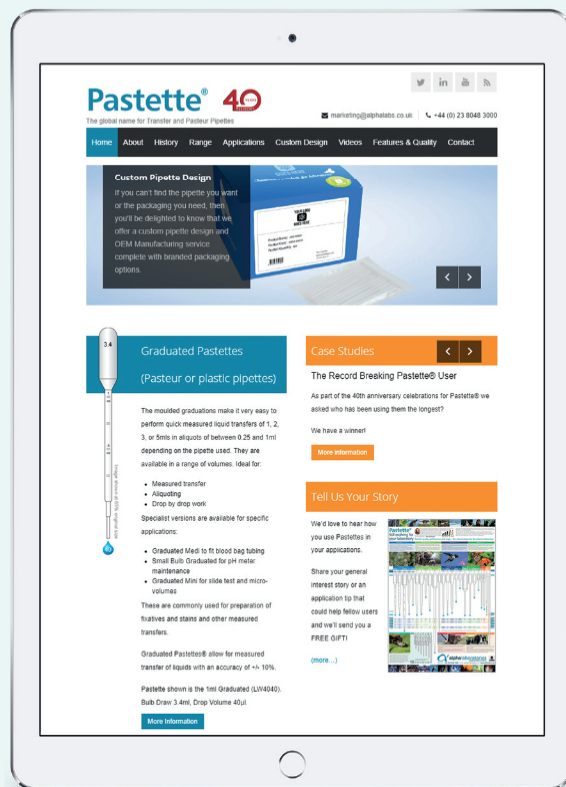 Pastette® 40
The global name for Transfer and Pasteur Pipettes
marketing@alphalabs.co.uk +44 (0) 23 8048 3000
Home About History Range Applications Custom Design Videos Features & Quality Contact
Custom Pipette Design
If you can't find the pipette you want
or the packaging you need, then
you'll be delighted to know that we
offer a custom pipette design and
OEM Manufacturing service
complete with branded packaging
options.
3.4
Graduated Pastettes
(Pasteur or plastic pipettes)
The moulded graduations make it very easy to
perform quick measured liquid transfers of 1, 2,
3, or 5mls in aliquots of between 0.25 and 1ml
depending on the pipette used. They are
available in a range of volumes. Ideal for:
Measured transfer
Aliquoting
Drop by drop work
Specialist versions are available for specific
applications:
Graduated Medi to fit blood bag tubing
Small Bulb Graduated for pH meter
maintenance
Graduated Mini for slide test and micro-
volumes
These are commonly used for preparation of
fixatives and stains and other measured
transfers.
Graduated Pastettes® allow for measured
transfer of liquids with an accuracy of +/- 10%.
Pastette shown is the 1ml Graduated (LW4040).
Bulb Draw 3.4ml, Drop Volume 40µl.
More Information
40
Case Studies
The Record Breaking Pastette® User
As part of the 40th anniversary celebrations for Pastette® we
asked who has been using them the longest?
We have a winner!
More Information
Tell Us Your Story
We'd love to hear how
you use Pastettes in
your applications.
Share your general
interest story or an
application tip that
could help fellow users
and we'll send you a
FREE GIFT!
(more...)
Pastette®
alphalaboratories